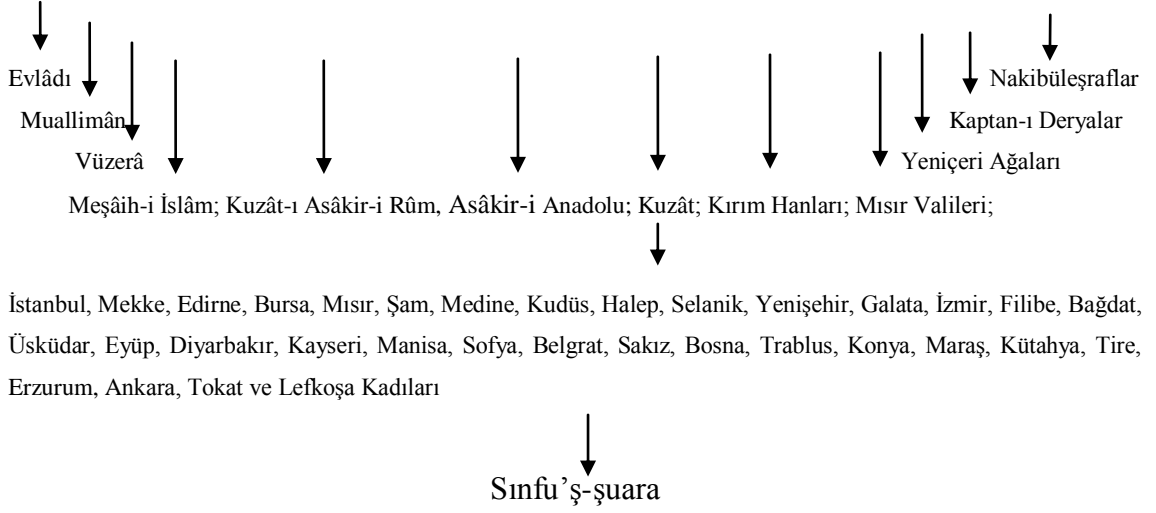 Evlâdı Nakibüleşraflar
Muallimân Kaptan-ı Deryalar
Vüzerâ Yeniçeri Ağaları
Meşâih-i İslâm; Kuzât-ı Asâkir-i Rûm, Asâkir-i Anadolu; Kuzât; Kırım Hanları; Mısır Valileri;
İstanbul, Mekke, Edirne, Bursa, Mısır, Şam, Medine, Kudüs, Halep, Selanik, Yenişehir, Galata, İzmir, Filibe, Bağdat,
Üsküdar, Eyüp, Diyarbakır, Kayseri, Manisa, Sofya, Belgrat, Sakız, Bosna, Trablus, Konya, Maraş, Kütahya, Tire,
Erzurum, Ankara, Tokat ve Lefkoşa Kadıları
Sınfu’ş-şuara